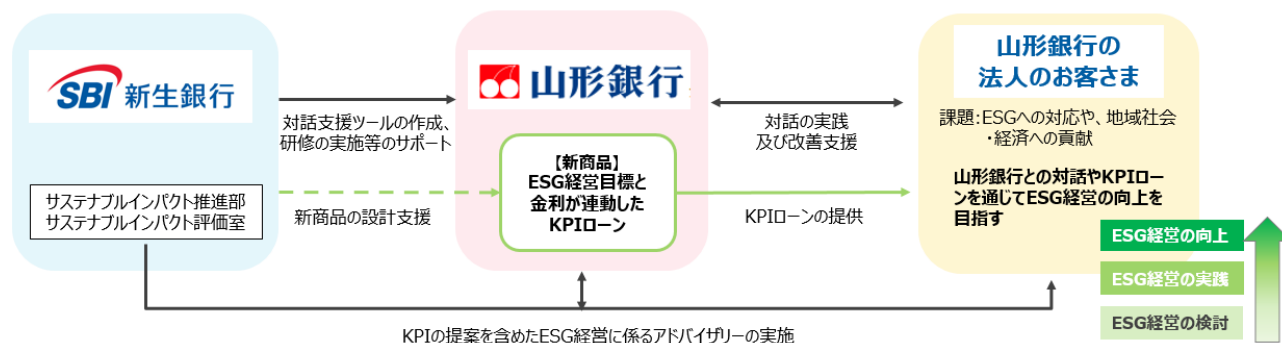 SBI 新生銀行
サステナブルインパクト推進部
サステナブルインパクト評価室
対話支援ツールの作成、
研修の実施等のサポート
新商品の設計支援
山形銀行
【新商品】
ESG経営目標と
金利が連動した
KPIローン
対話の実践
及び改善支援
KPIローンの提供
山形銀行の
法人のお客さま
課題:ESGへの対応や、地域社会
・経済への貢献
山形銀行との対話やKPIロー
ンを通じてESG経営の向上を
目指す
ESG経営の向上
ESG経営の実践
ESG経営の検討
KPIの提案を含めたESG経営に係るアドバイザリーの実施